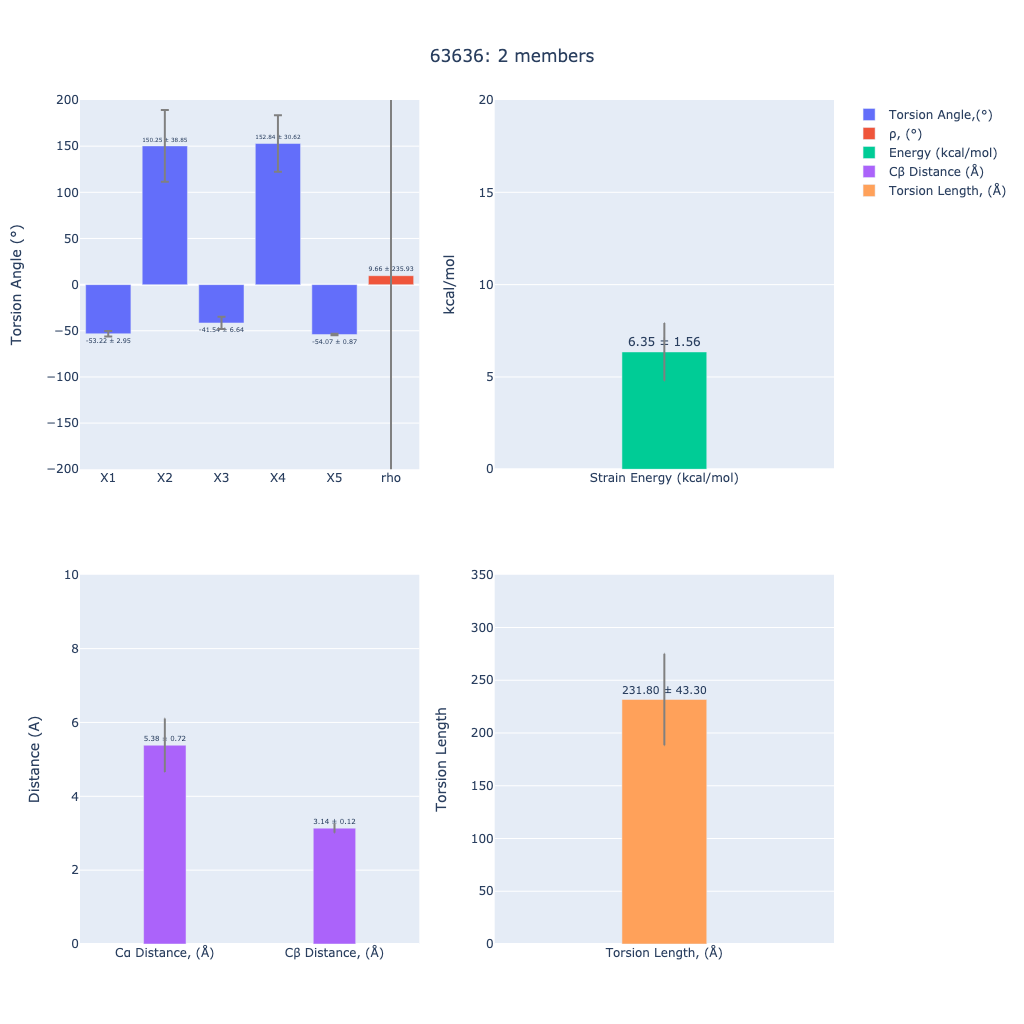 63636: 2 members
Torsion Angle (°)
200
150
100
50
0
−50
−100
−150
−200
150.25 ± 38.85
152.84 ± 30.62
9.66 ± 235.93
-53.22 ± 2.95
-41.54 ± 6.64
-54.07 ± 0.87
X1 X2 X3 X4 X5 rho
kcal/mol
20
15
10
5
0
6.35 ± 1.56
Strain Energy (kcal/mol)
Torsion Angle,(°)
ρ, (°)
Energy (kcal/mol)
Cβ Distance (Å)
Torsion Length, (Å)
Distance (A)
10
8
6
4
2
0
5.38 ± 0.72
3.14 ± 0.12
Cα Distance, (Å) Cβ Distance, (Å)
Torsion Length
350
300
250
200
150
100
50
0
231.80 ± 43.30
Torsion Length, (Å)